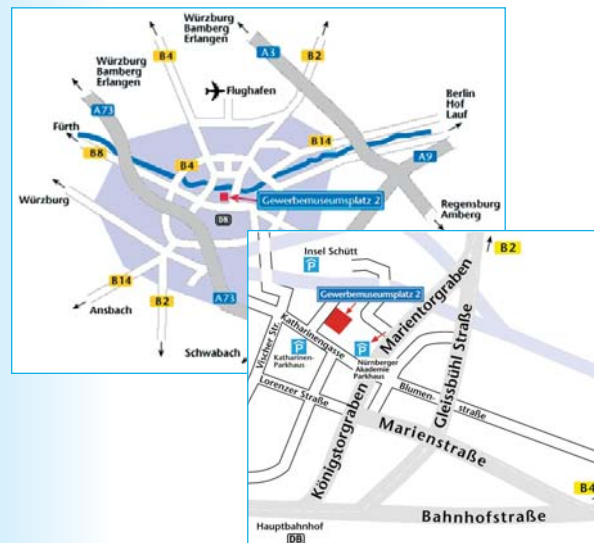 Würzburg
Bamberg
Erlangen
A3
B2
B4
Würzburg
Bamberg
Erlangen
Flughafen
A73
Berlin
Hof
Lauf
Fürth
B14
B8
B4
A9
Würzburg
Gewerbemuseumsplatz 2
DB
Regensburg
Amberg
B14
B2
Ansbach
A73
Schwabach
B2
Insel Schütt
P
Gewerbemuseumsplatz 2
Marientorgraben
Gleissbühl Straße
Vischer Str.
Katharinengasse
P
Katharinen-
Parkhaus
P
Nürnberger
Akademie
Parkhaus
Lorenzer Straße
Blumen-
straße
Königstorgraben
Marienstraße
B4
Bahnhofstraße
Hauptbahnhof
DB